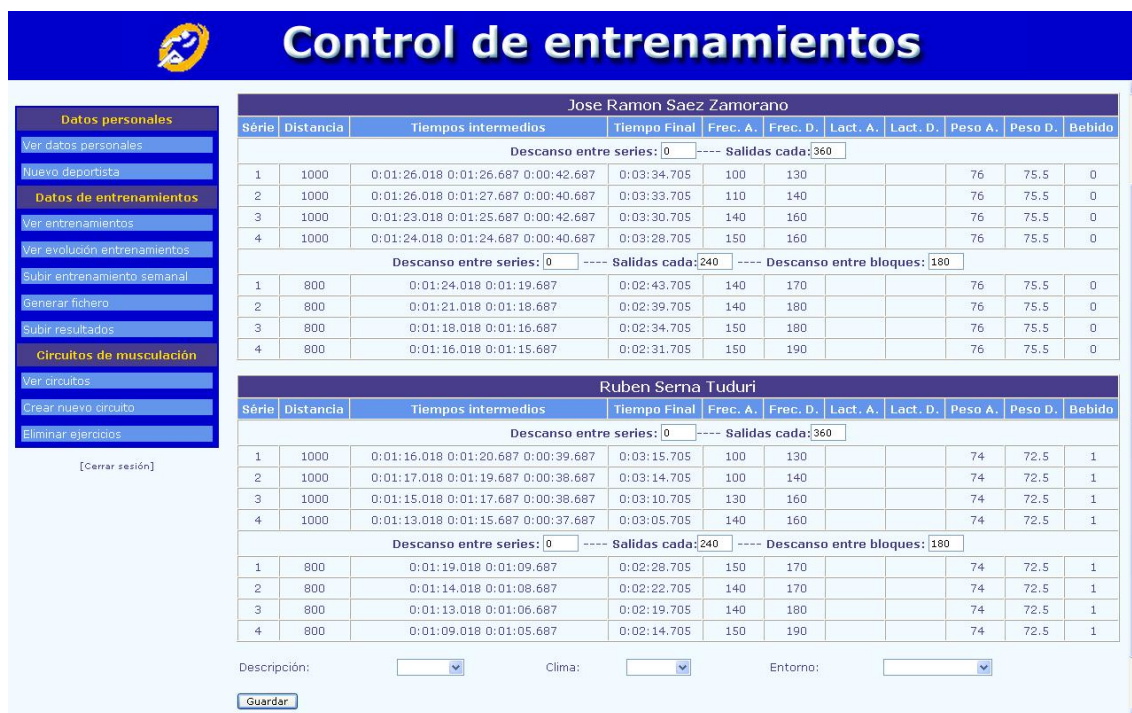 Control de entrenamientos
Datos personales
Ver datos personales
Nuevo deportista
Datos de entrenamientos
Ver entrenamientos
Ver evolución entrenamientos
Subir entrenamiento semanal
Generar fichero
Subir resultados
Circuitos de musculación
Ver circuitos
Crear nuevo circuito
Eliminar ejercicios
[Cerrar sesión]
Jose Ramon Saez Zamorano
Série Distancia Tiempos intermedios Tiempo Final Frec. A. Frec. D. Lact. A. Lact. D. Peso A. Peso D. Bebido
Descanso entre series: 0 ---- Salidas cada: 360
1 1000 0:01:26.018 0:01:26.687 0:00:42.687 0:03:34.705 100 130 76 75.5 0
2 1000 0:01:26.018 0:01:27.687 0:00:40.687 0:03:33.705 110 140 76 75.5 0
3 1000 0:01:23.018 0:01:25.687 0:00:42.687 0:03:30.705 140 160 76 75.5 0
4 1000 0:01:24.018 0:01:24.687 0:00:40.687 0:03:28.705 150 160 76 75.5 0
Descanso entre series: 0 ---- Salidas cada: 240 ---- Descanso entre bloques: 180
1 800 0:01:24.018 0:01:19.687 0:02:43.705 140 170 76 75.5 0
2 800 0:01:21.018 0:01:18.687 0:02:39.705 140 180 76 75.5 0
3 800 0:01:18.018 0:01:16.687 0:02:34.705 150 180 76 75.5 0
4 800 0:01:16.018 0:01:15.687 0:02:31.705 150 190 76 75.5 0
Ruben Serna Tuduri
Série Distancia Tiempos intermedios Tiempo Final Frec. A. Frec. D. Lact. A. Lact. D. Peso A. Peso D. Bebido
Descanso entre series: 0 ---- Salidas cada: 360
1 1000 0:01:16.018 0:01:20.687 0:00:39.687 0:03:15.705 100 130 74 72.5 1
2 1000 0:01:17.018 0:01:19.687 0:00:38.687 0:03:14.705 100 140 74 72.5 1
3 1000 0:01:15.018 0:01:17.687 0:00:38.687 0:03:10.705 130 160 74 72.5 1
4 1000 0:01:13.018 0:01:15.687 0:00:37.687 0:03:05.705 140 160 74 72.5 1
Descanso entre series: 0 ---- Salidas cada: 240 ---- Descanso entre bloques: 180
1 800 0:01:19.018 0:01:09.687 0:02:28.705 150 170 74 72.5 1
2 800 0:01:14.018 0:01:08.687 0:02:22.705 140 170 74 72.5 1
3 800 0:01:13.018 0:01:06.687 0:02:19.705 140 180 74 72.5 1
4 800 0:01:09.018 0:01:05.687 0:02:14.705 150 190 74 72.5 1
Descripción: Clima: Entorno:
Guardar